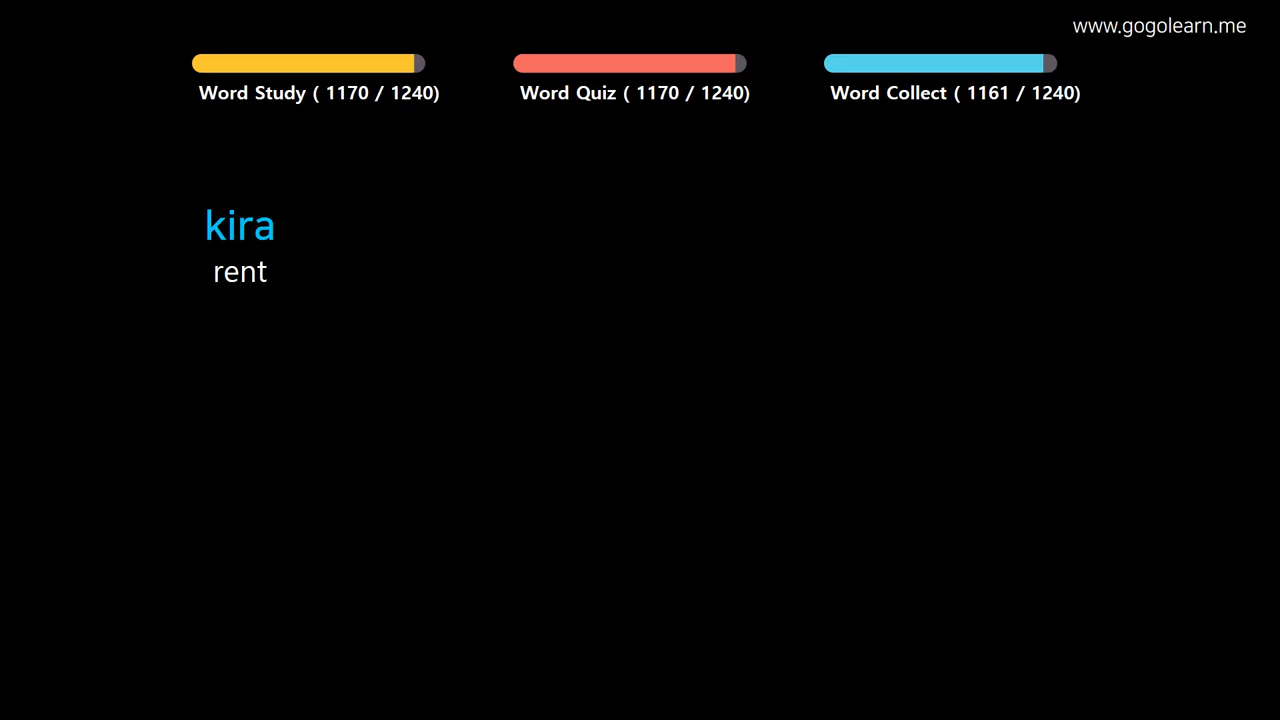 www.gogolearn.me
Word Study ( 1170 / 1240)
Word Quiz ( 1170 / 1240)
Word Collect ( 1161 / 1240)
kira
rent